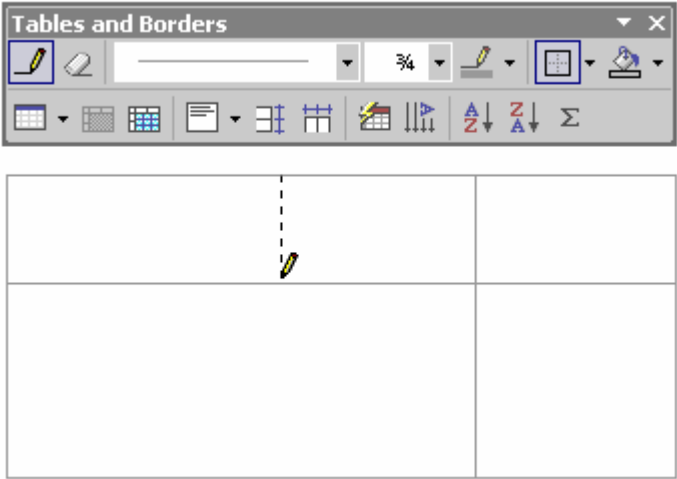 Tables and Borders
¾
A
A Z
Z A
Σ